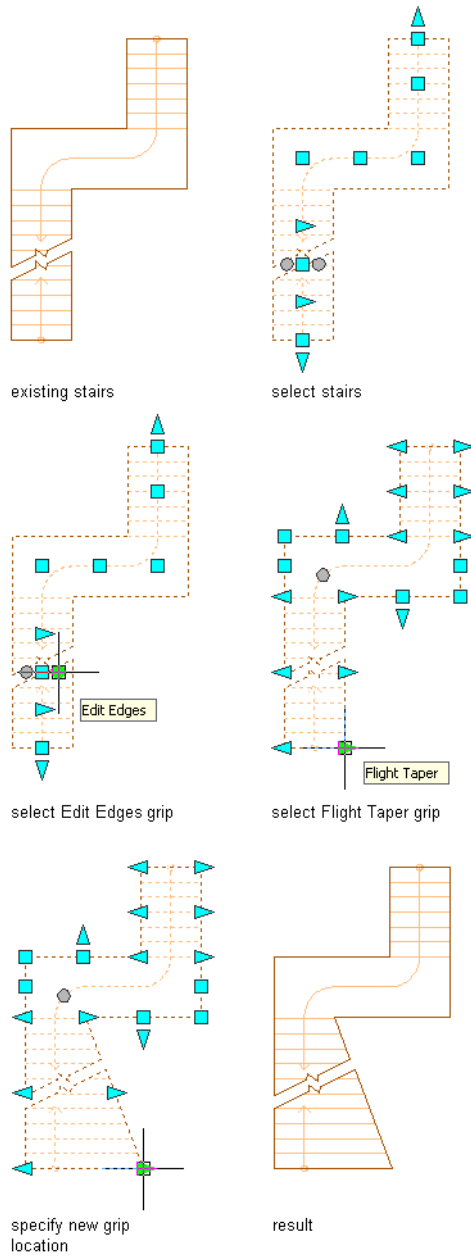 existing stairs
select stairs
Edit Edges
Flight Taper
select Edit Edges grip
select Flight Taper grip
specify new grip
location
result